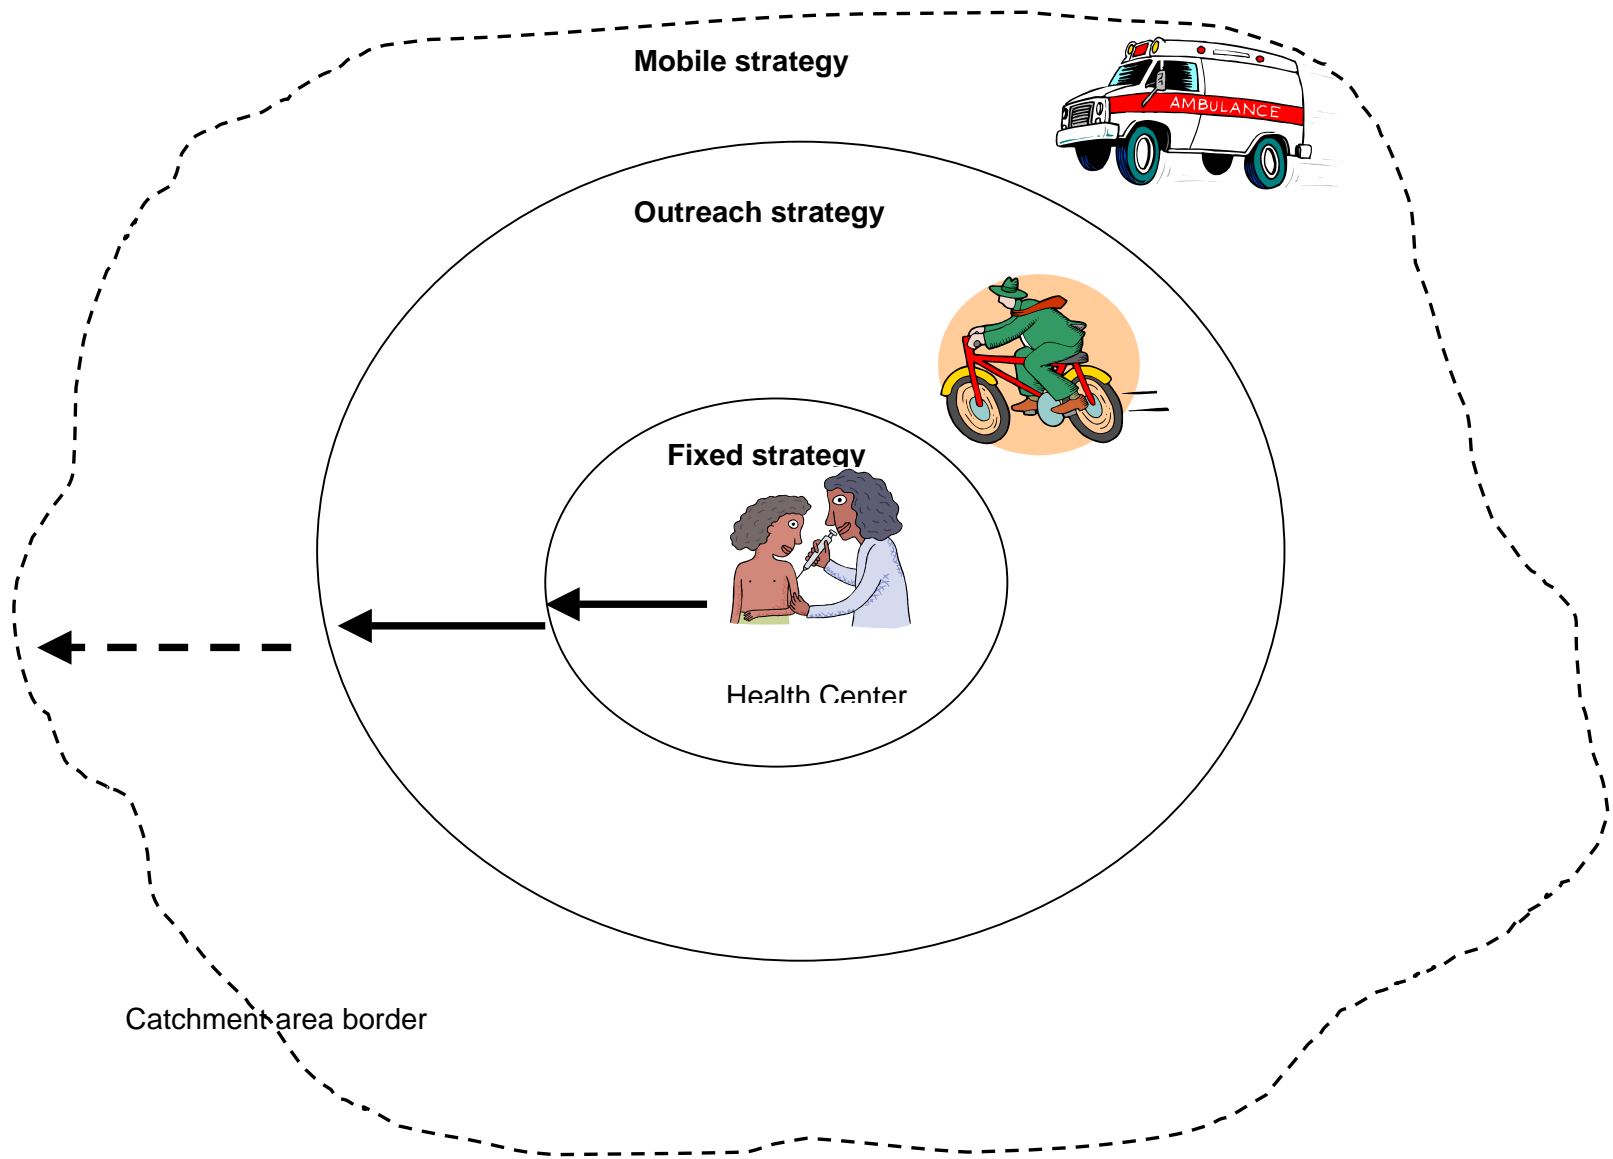 Mobile strategy
AMBULANCE
Outreach strategy
Fixed strategy
Health Center
Catchment area border